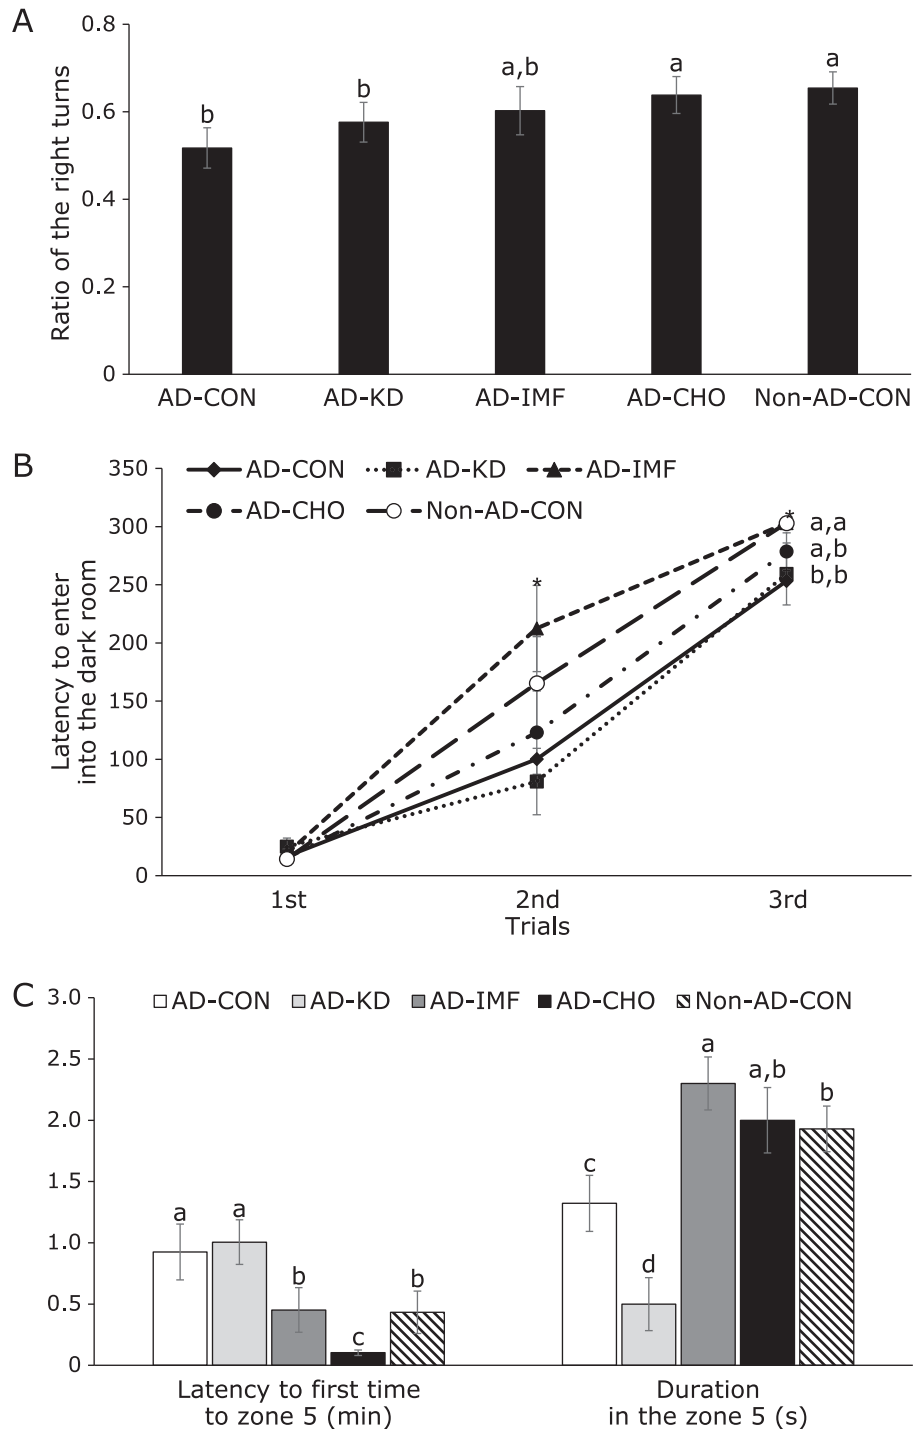 A
0.8
0.6
0.4
0.2
0
Ratio of the right turns
b
b
a,b
a
a
AD-CON
AD-KD
AD-IMF
AD-CHO
Non-AD-CON
B
350
300
250
200
150
100
50
0
Latency to enter
into the dark room
AD-CON
AD-KD
AD-IMF
AD-CHO
Non-AD-CON
*
*
a,a
a,b
b,b
1st
2nd
3rd
Trials
C
3.0
2.5
2.0
1.5
1.0
0.5
0
AD-CON
AD-KD
AD-IMF
AD-CHO
Non-AD-CON
a
a
b
c
b
c
d
a
a,b
b
Latency to first time
to zone 5 (min)
Duration
in the zone 5 (s)